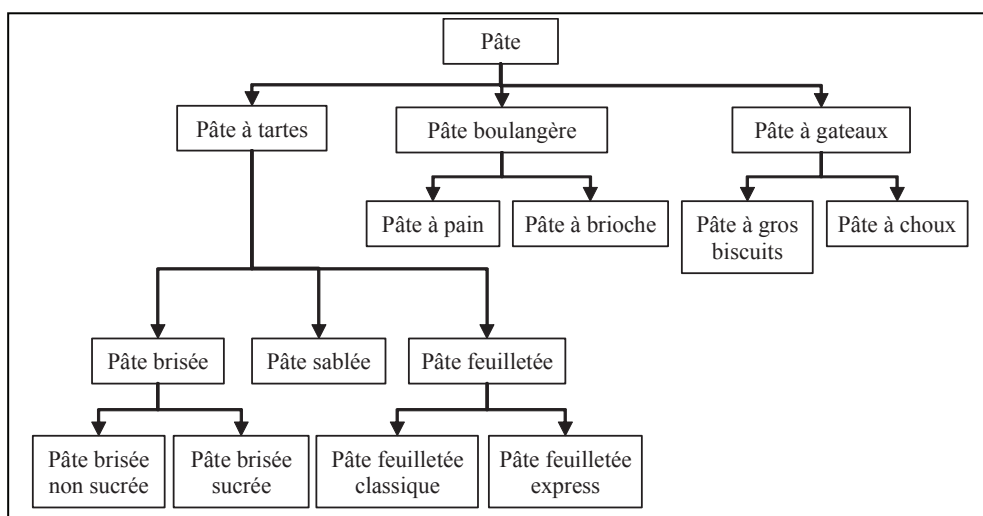 Pâte
Pâte à tartes
Pâte boulangère
Pâte à gateaux
Pâte à pain
Pâte à brioche
Pâte à gros
biscuits
Pâte à choux
Pâte brisée
Pâte sablée
Pâte feuilletée
Pâte brisée
non sucrée
Pâte brisée
sucrée
Pâte feuilletée
classique
Pâte feuilletée
express